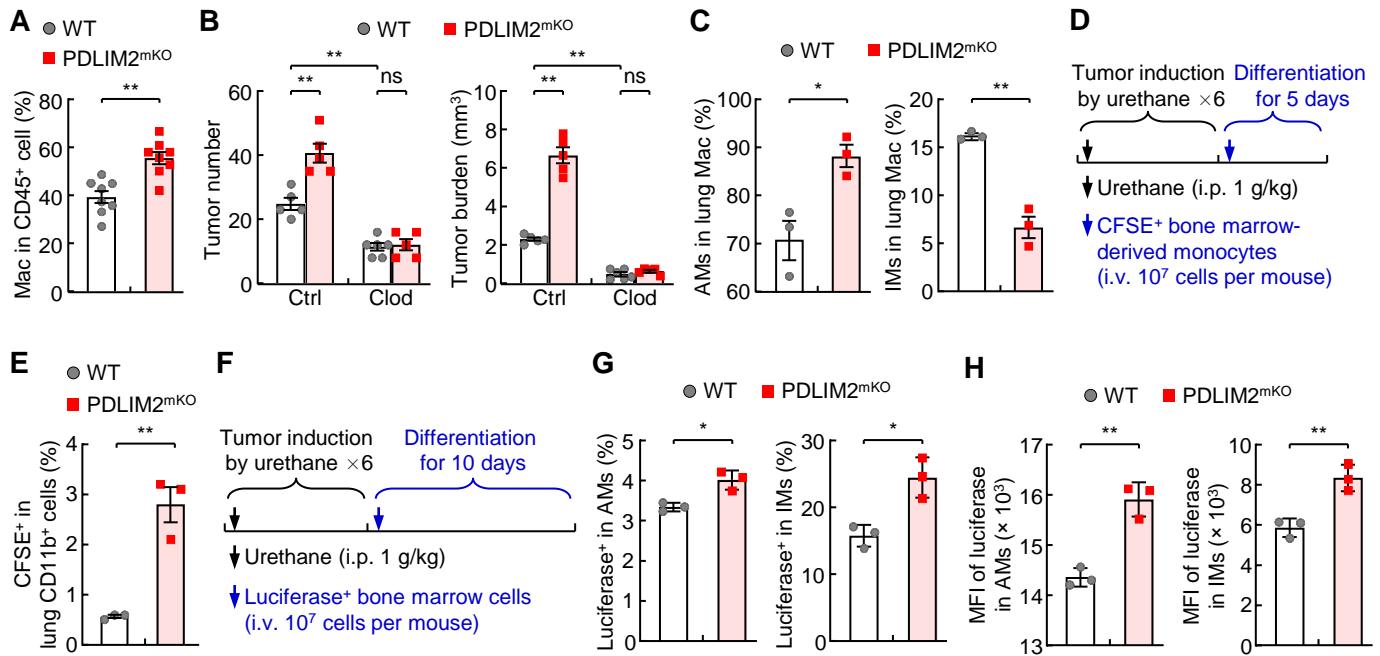 A
WT
PDLIM2ᵐᴷᴼ
**
Mac in CD45⁺ cell (%)
80
60
40
20
0
B
WT
PDLIM2ᵐᴷᴼ
**
**
ns
Tumor number
60
40
20
0
Ctrl
Clod
**
**
ns
Tumor burden (mm³)
10
8
6
4
2
0
Ctrl
Clod
C
WT
PDLIM2ᵐᴷᴼ
*
AMs in lung Mac (%)
100
90
80
70
60
**
IMs in lung Mac (%)
20
15
10
5
0
D
Tumor induction
by urethane ×6
Differentiation
for 5 days
Urethane (i.p. 1 g/kg)
CFSE⁺ bone marrow-
derived monocytes
(i.v. 10⁷ cells per mouse)
E
WT
PDLIM2ᵐᴷᴼ
**
CFSE⁺ in
lung CD11b⁺ cells (%)
4
3
2
1
0
F
Tumor induction
by urethane ×6
Differentiation
for 10 days
Urethane (i.p. 1 g/kg)
Luciferase⁺ bone marrow cells
(i.v. 10⁷ cells per mouse)
G
WT
PDLIM2ᵐᴷᴼ
*
Luciferase⁺ in AMs (%)
5
4
3
2
1
0
*
Luciferase⁺ in IMs (%)
30
20
10
0
H
WT
PDLIM2ᵐᴷᴼ
**
MFI of luciferase
in AMs (× 10³)
17
16
15
14
13
**
MFI of luciferase
in IMs (× 10³)
10
8
6
4
2
0